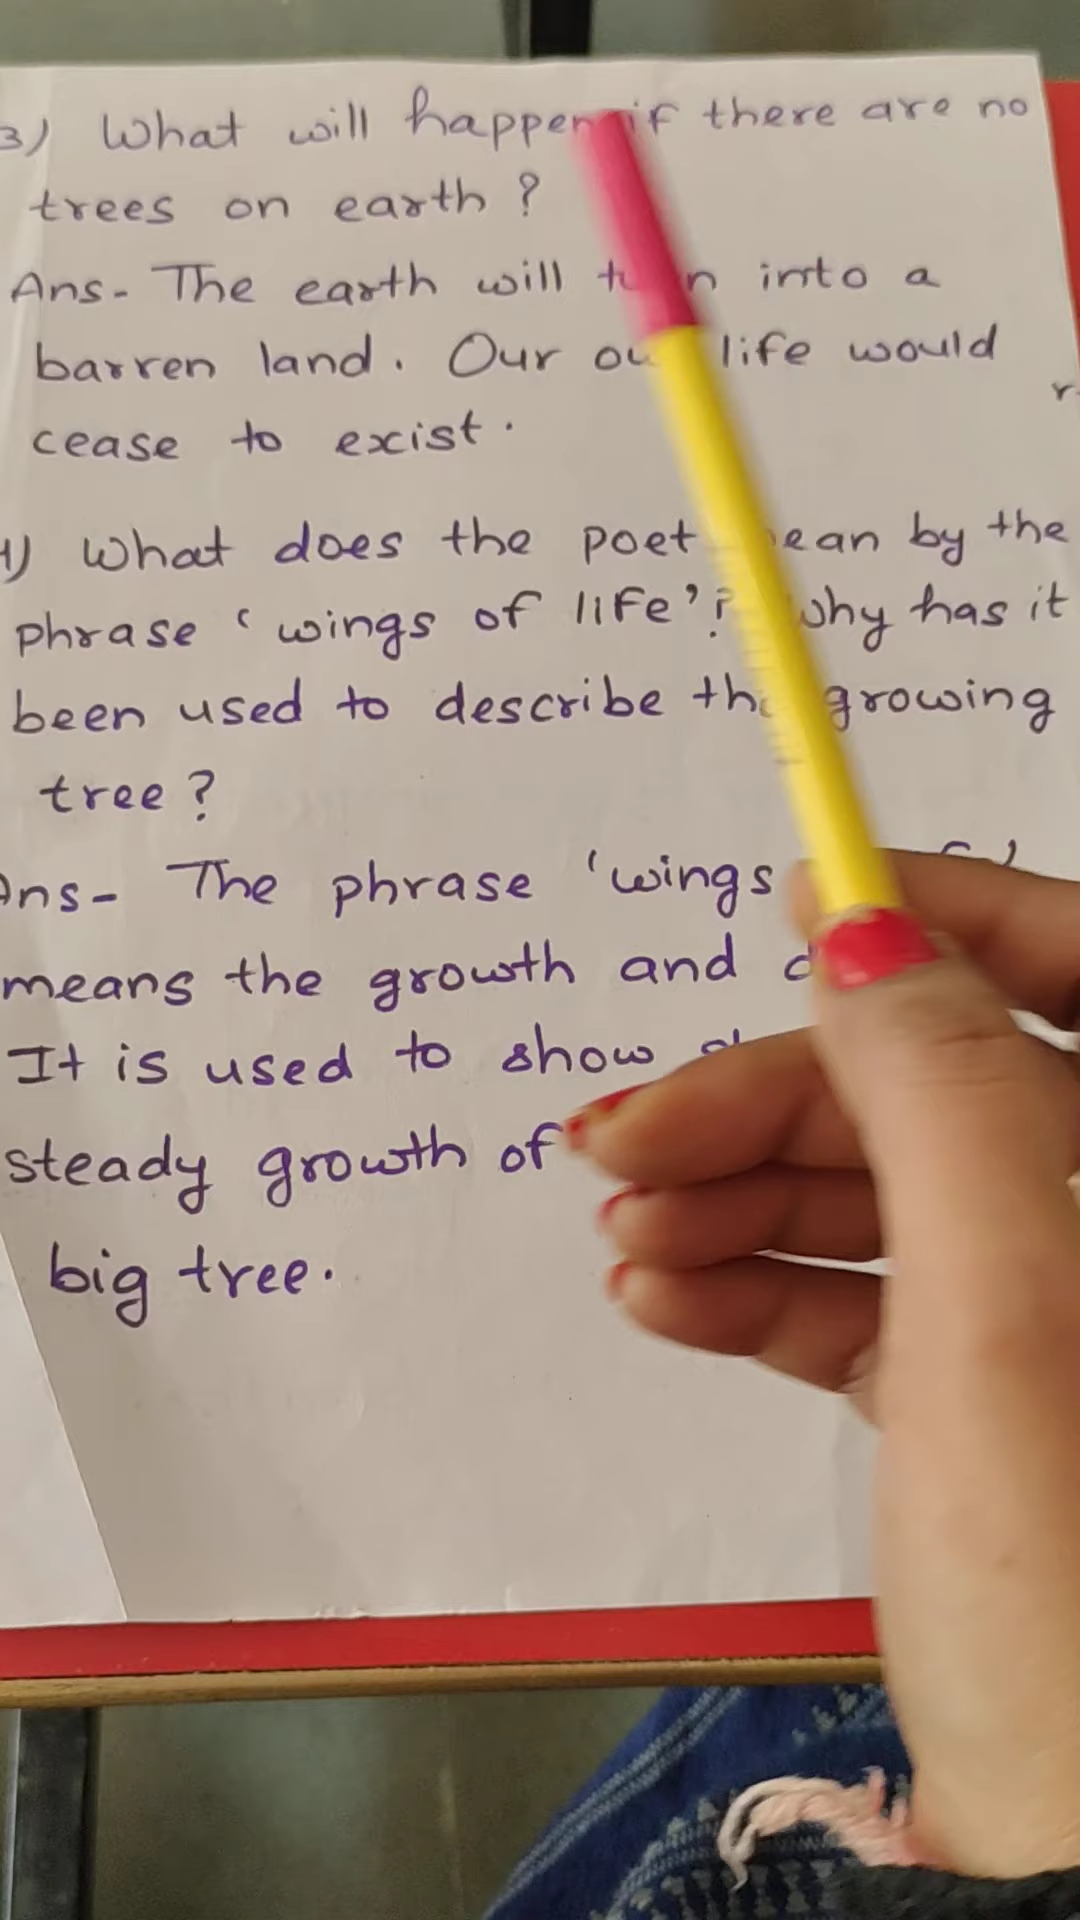 3) What will happen if there are no
trees on earth ?
Ans- The earth will into a
barren land. Our life would
cease to exist.
What does the poet by the
phrase ‘wings of life’? Why has it
been used to describe growing
tree ?
Ans- The phrase ‘wings
means the growth and
It is used to show
steady growth of
big tree.